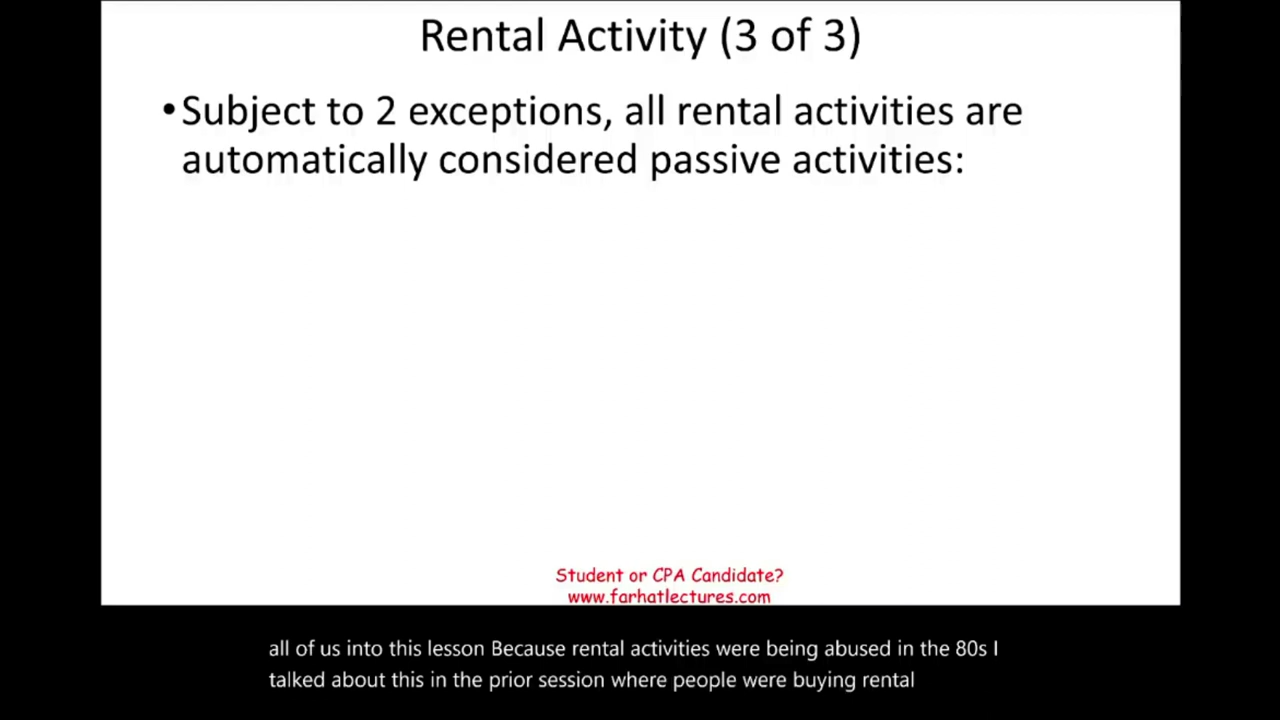 Rental Activity (3 of 3)
•Subject to 2 exceptions, all rental activities are
automatically considered passive activities:
Student or CPA Candidate?
www.farhatlectures.com
all of us into this lesson Because rental activities were being abused in the 80s I
talked about this in the prior session where people were buying rental